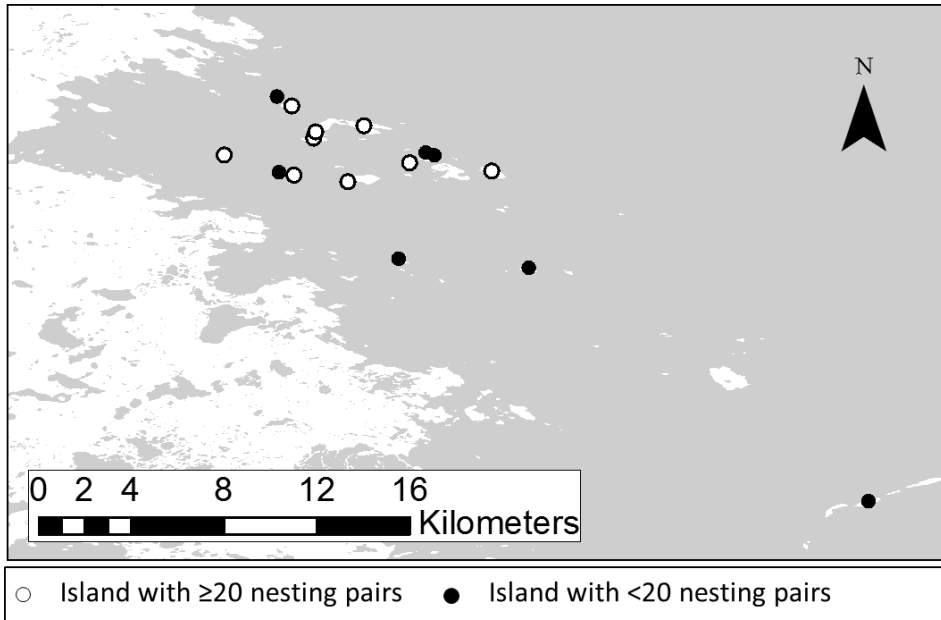 N
0 2 4 8 12 16
Kilometers
○ Island with ≥20 nesting pairs ● Island with <20 nesting pairs